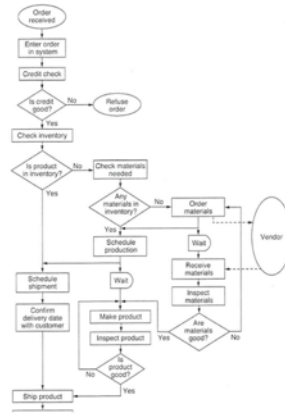 Order
received
Enter order
in system
Credit check
Is credit
good?
No
Refuse
order
Yes
Check inventory
Is product
in inventory?
No
Check materials
needed
Yes
Any
materials in
inventory?
No
Order
materials
Yes
Vendor
Schedule
production
Wait
Receive
materials
Schedule
shipment
Wait
Inspect
materials
Confirm
delivery date
with customer
Make product
Are
materials
good?
Yes
No
Inspect product
Is
product
good?
No
Yes
Ship product